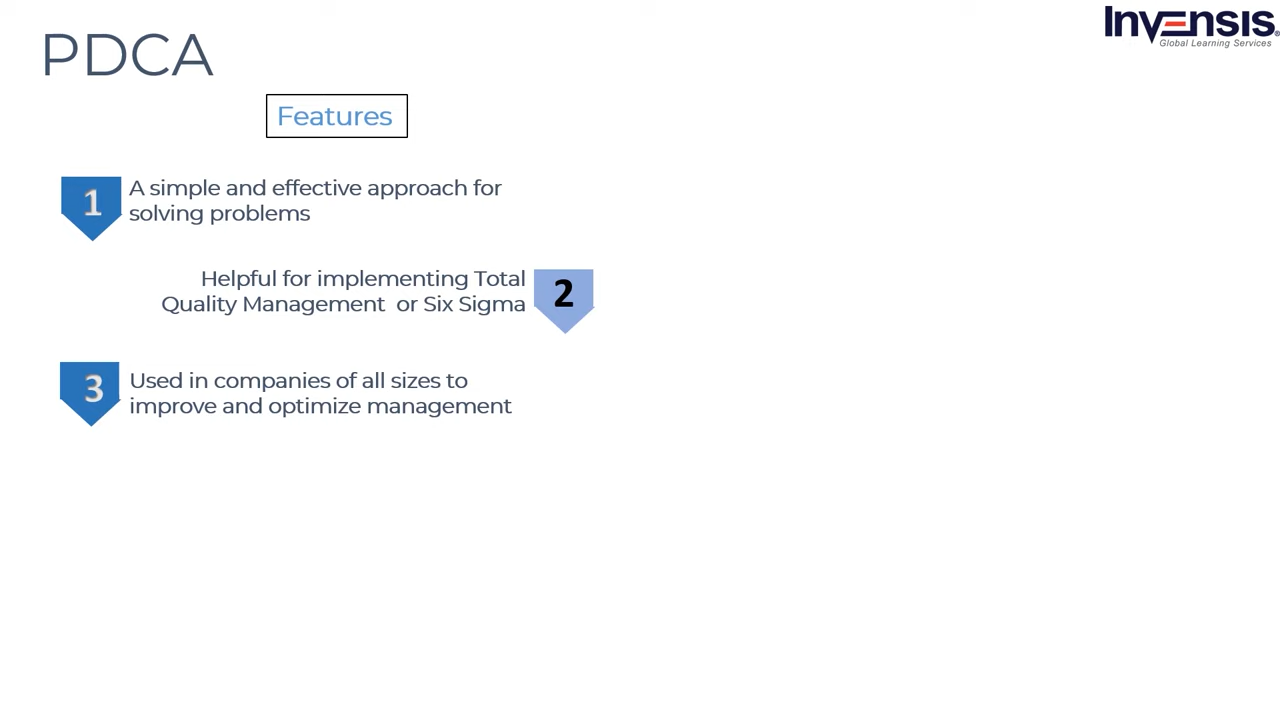 PDCA
Invensis
Global Learning Services
Features
1
A simple and effective approach for
solving problems
Helpful for implementing Total
Quality Management  or Six Sigma
2
3
Used in companies of all sizes to
improve and optimize management